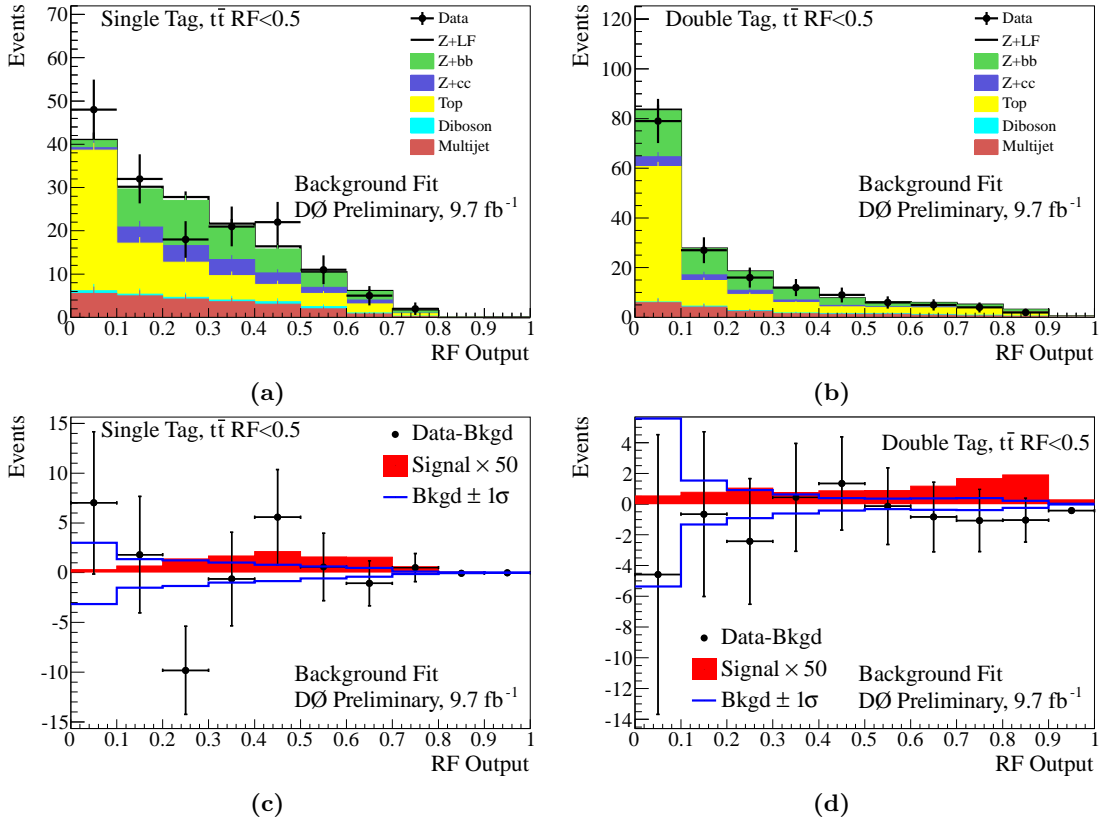 Events
70
60
50
40
30
20
10
0
Single Tag, tt̄ RF<0.5
Data
Z+LF
Z+bb
Z+cc
Top
Diboson
Multijet
Background Fit
DØ Preliminary, 9.7 fb⁻¹
0 0.1 0.2 0.3 0.4 0.5 0.6 0.7 0.8 0.9 1
RF Output
(a)
Events
120
100
80
60
40
20
0
Double Tag, tt̄ RF<0.5
Data
Z+LF
Z+bb
Z+cc
Top
Diboson
Multijet
Background Fit
DØ Preliminary, 9.7 fb⁻¹
0 0.1 0.2 0.3 0.4 0.5 0.6 0.7 0.8 0.9 1
RF Output
(b)
Events
15
10
5
0
-5
-10
-15
Single Tag, tt̄ RF<0.5
Data-Bkgd
Signal × 50
Bkgd ± 1σ
Background Fit
DØ Preliminary, 9.7 fb⁻¹
0 0.1 0.2 0.3 0.4 0.5 0.6 0.7 0.8 0.9 1
RF Output
(c)
Events
4
2
0
-2
-4
-6
-8
-10
-12
-14
Double Tag, tt̄ RF<0.5
Data-Bkgd
Signal × 50
Bkgd ± 1σ
Background Fit
DØ Preliminary, 9.7 fb⁻¹
0 0.1 0.2 0.3 0.4 0.5 0.6 0.7 0.8 0.9 1
RF Output
(d)